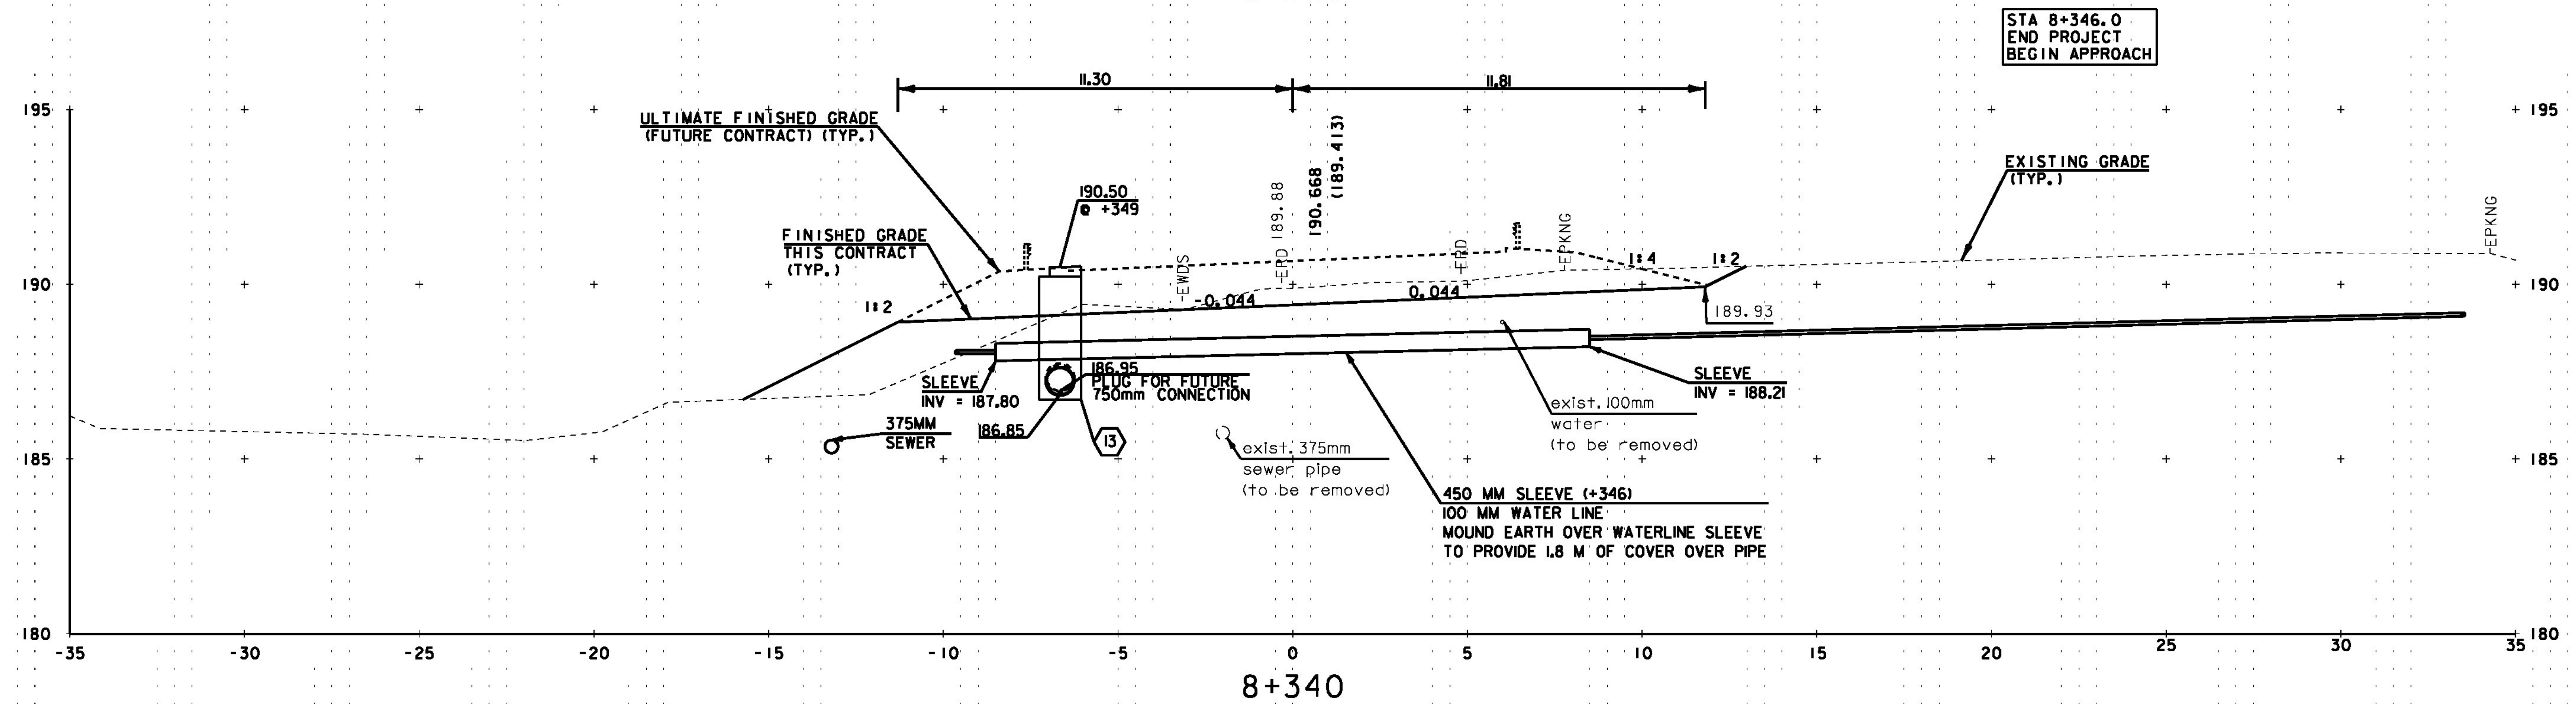 STA 8+346.0
END PROJECT
BEGIN APPROACH
11.30
11.81
195
195
ULTIMATE FINISHED GRADE
(FUTURE CONTRACT) (TYP.)
190.668
(189.413)
EXISTING GRADE
(TYP.)
190.50
@ +349
FINISHED GRADE
THIS CONTRACT
(TYP.)
EWDS
ERD 189.88
ERD
EPKNG
EPKNG
1:4
1:2
190
190
1:2
-0.044
0.044
189.93
186.95
PLUG FOR FUTURE
750mm CONNECTION
SLEEVE
INV = 187.80
SLEEVE
INV = 188.21
exist. 100mm
water
(to be removed)
375MM
SEWER
186.85
13
exist. 375mm
sewer pipe
(to be removed)
185
185
450 MM SLEEVE (+346)
100 MM WATER LINE
MOUND EARTH OVER WATERLINE SLEEVE
TO PROVIDE 1.8 M OF COVER OVER PIPE
180
180
-35 -30 -25 -20 -15 -10 -5 0 5 10 15 20 25 30 35
8+340